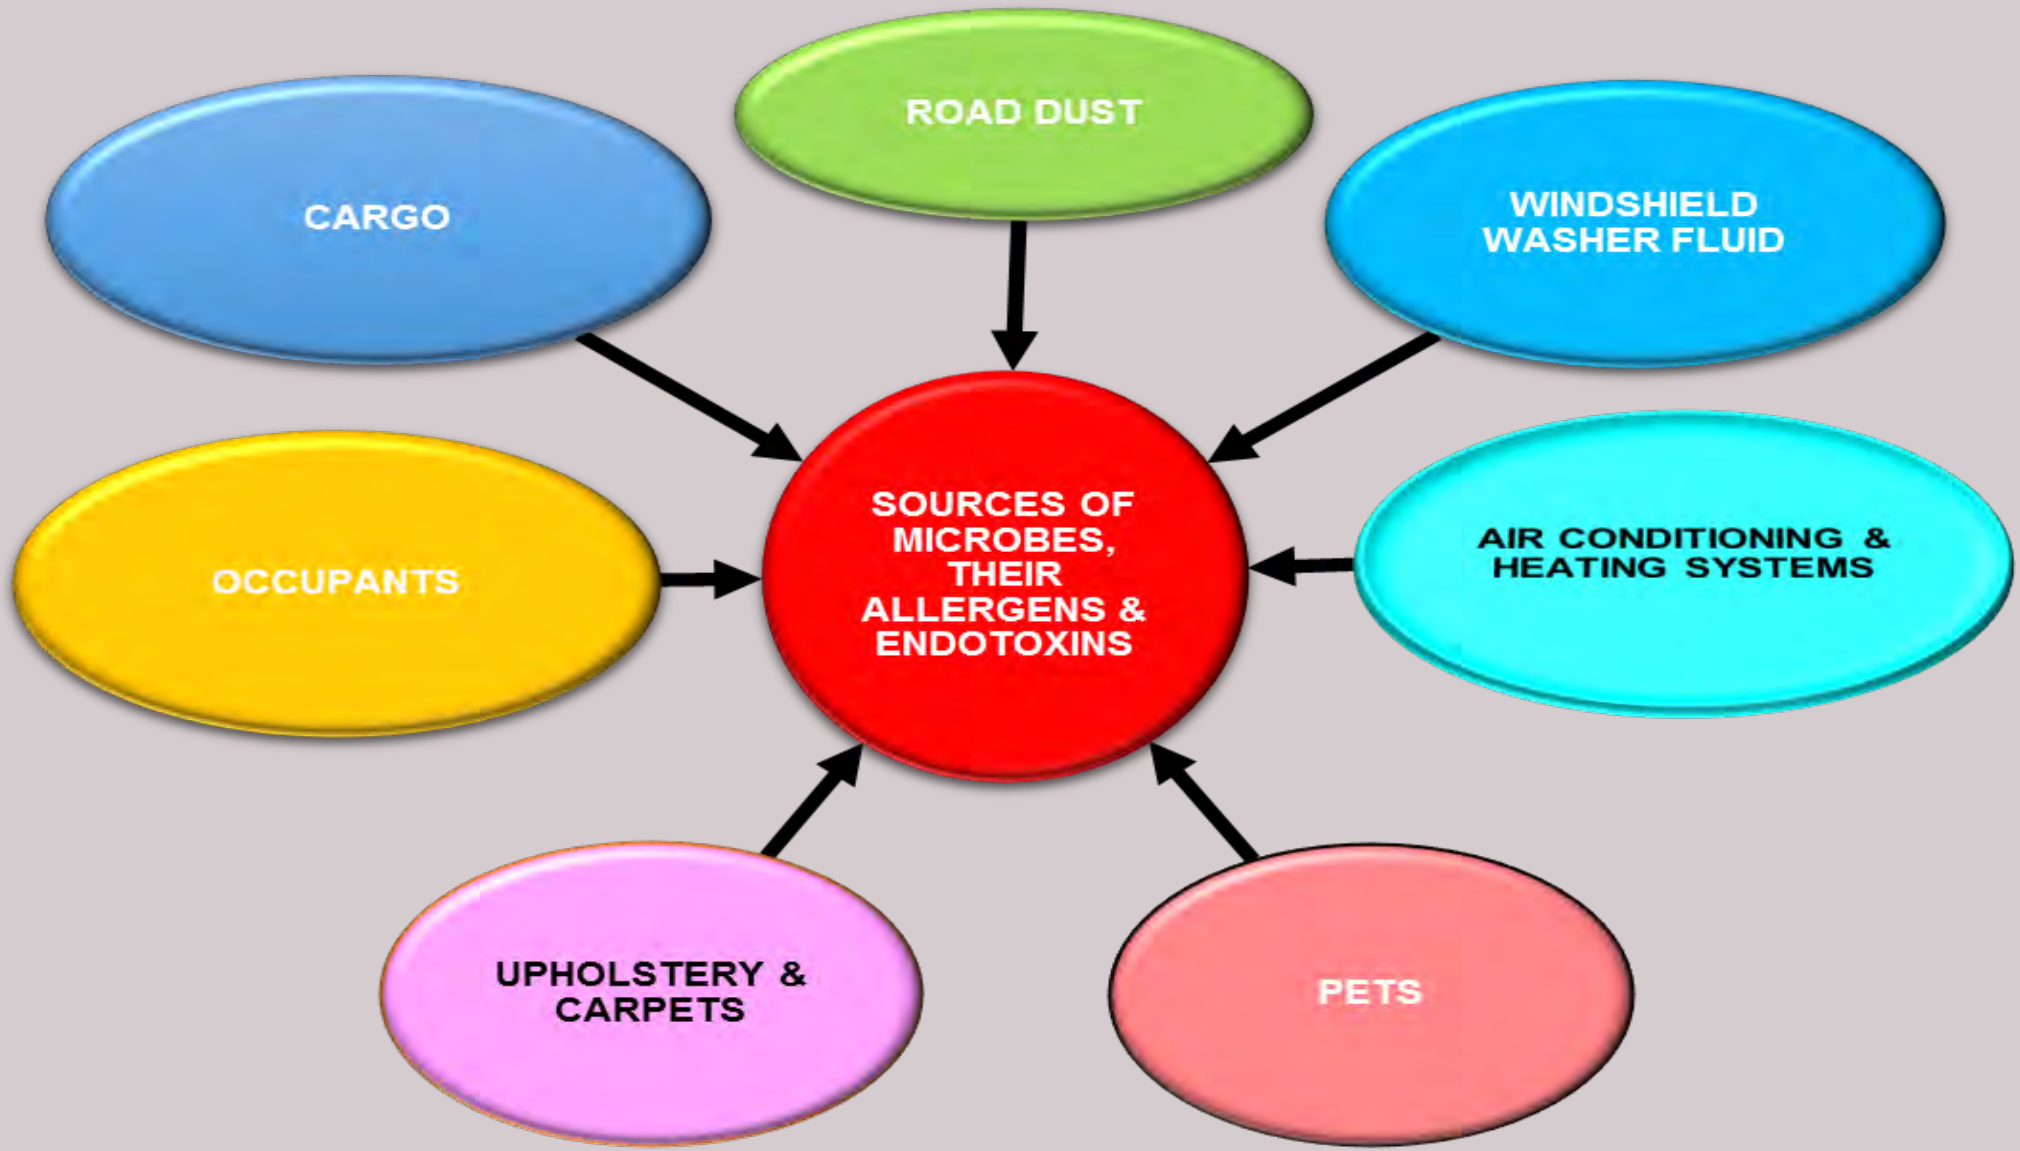 ROAD DUST
CARGO
WINDSHIELD
WASHER FLUID
SOURCES OF
MICROBES,
THEIR
ALLERGENS &
ENDOTOXINS
OCCUPANTS
AIR CONDITIONING &
HEATING SYSTEMS
UPHOLSTERY &
CARPETS
PETS